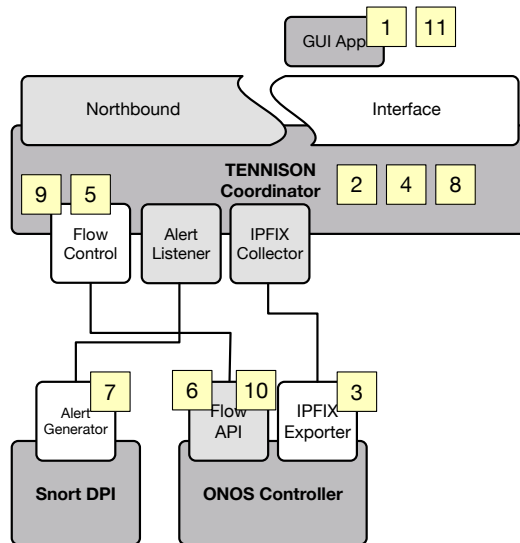 1
11
GUI App
Northbound
Interface
TENNISON
Coordinator
2
4
8
9
5
Flow
Control
Alert
Listener
IPFIX
Collector
7
Alert
Generator
6
10
Flow
API
3
IPFIX
Exporter
Snort DPI
ONOS Controller